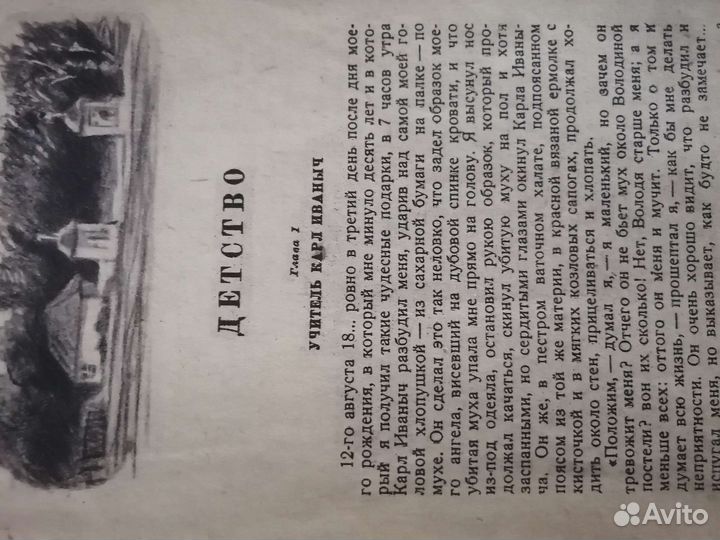 ДЕТСТВО
Глава I
УЧИТЕЛЬ КАРЛ ИВАНЫЧ
12-го августа 18... ровно в третий день после дня мое-
го рождения, в который мне минуло десять лет и в кото-
рый я получил такие чудесные подарки, в 7 часов утра
Карл Иваныч разбудил меня, ударив над самой моей го-
ловой хлопушкой — из сахарной бумаги на палке — по
мухе. Он сделал это так неловко, что задел образок мое-
го ангела, висевший на дубовой спинке кровати, и что
убитая муха упала мне прямо на голову. Я высунул нос
из-под одеяла, остановил рукою образок, который про-
должал качаться, скинул убитую муху на пол и хотя
заспанными, но сердитыми глазами окинул Карла Иваны-
ча. Он же, в пестром ваточном халате, подпоясанном
поясом из той же материи, в красной вязаной ермолке с
кисточкой и в мягких козловых сапогах, продолжал хо-
дить около стен, прицеливаться и хлопать.
«Положим, — думал я, — я маленький, но зачем он
тревожит меня? Отчего он не бьет мух около Володиной
постели? вон их сколько! Нет, Володя старше меня; а я
меньше всех: оттого он меня и мучит. Только о том и
думает всю жизнь, — прошептал я, — как бы мне делать
неприятности. Он очень хорошо видит, что разбудил и
испугал меня, но выказывает, как будто не замечает...
Avito